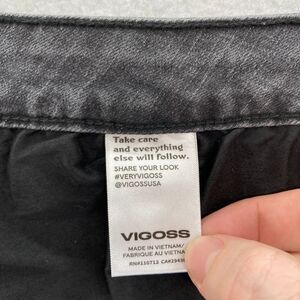 Take care
and everything
else will follow.
SHARE YOUR LOOK
#VERYVIGOSS
@VIGOSSUSA
VIGOSS
MADE IN VIETNAM/
FABRIQUE AU VIETNAM